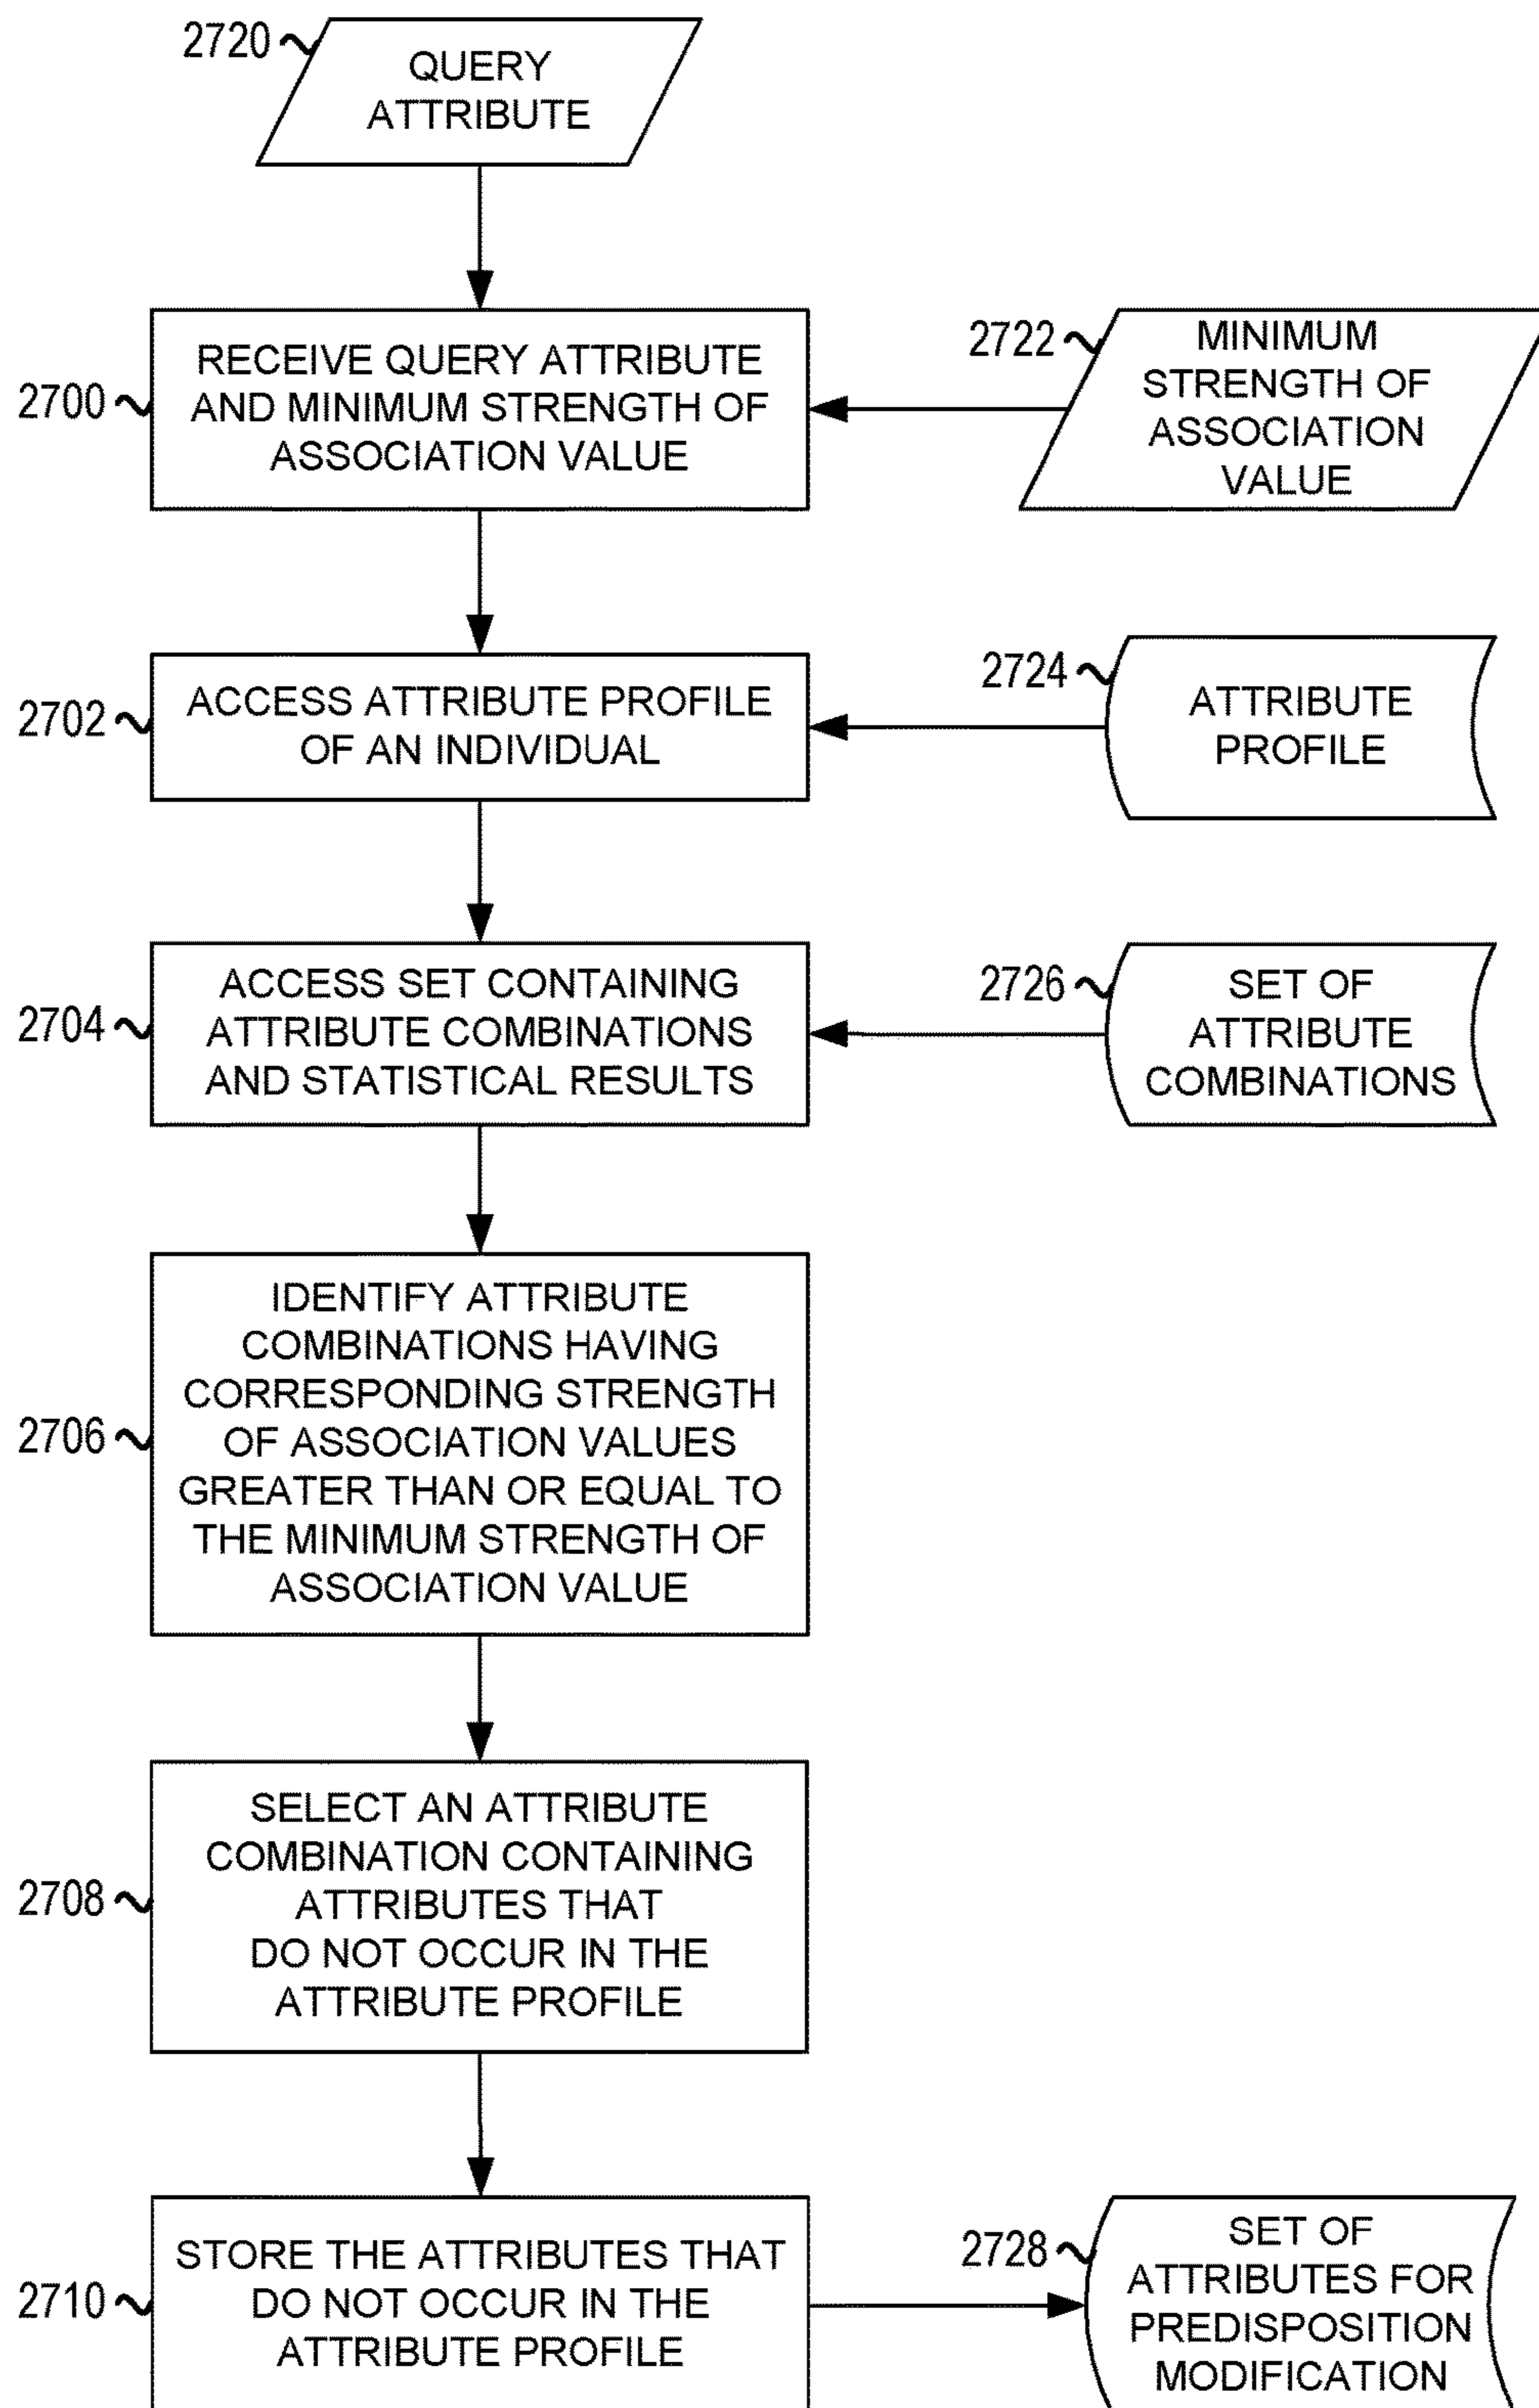 2720
QUERY
ATTRIBUTE
2700
RECEIVE QUERY ATTRIBUTE
AND MINIMUM STRENGTH OF
ASSOCIATION VALUE
2722
MINIMUM
STRENGTH OF
ASSOCIATION
VALUE
2702
ACCESS ATTRIBUTE PROFILE
OF AN INDIVIDUAL
2724
ATTRIBUTE
PROFILE
2704
ACCESS SET CONTAINING
ATTRIBUTE COMBINATIONS
AND STATISTICAL RESULTS
2726
SET OF
ATTRIBUTE
COMBINATIONS
2706
IDENTIFY ATTRIBUTE
COMBINATIONS HAVING
CORRESPONDING STRENGTH
OF ASSOCIATION VALUES
GREATER THAN OR EQUAL TO
THE MINIMUM STRENGTH OF
ASSOCIATION VALUE
2708
SELECT AN ATTRIBUTE
COMBINATION CONTAINING
ATTRIBUTES THAT
DO NOT OCCUR IN THE
ATTRIBUTE PROFILE
2710
STORE THE ATTRIBUTES THAT
DO NOT OCCUR IN THE
ATTRIBUTE PROFILE
2728
SET OF
ATTRIBUTES FOR
PREDISPOSITION
MODIFICATION